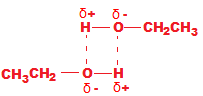 δ+ δ-
H — O — CH₂CH₃
CH₃CH₂ — O — H
δ- δ+